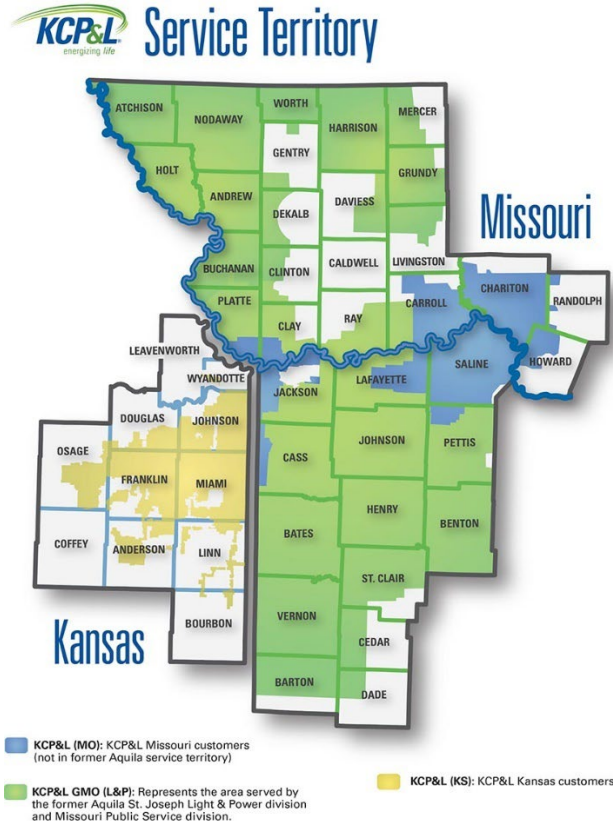 KCP&L®
energizing life
Service Territory
ATCHISON
NODAWAY
WORTH
HARRISON
MERCER
GENTRY
HOLT
GRUNDY
ANDREW
DAVIESS
DEKALB
Missouri
BUCHANAN
CLINTON
CALDWELL
LIVINGSTON
CHARITON
RANDOLPH
PLATTE
CARROLL
CLAY
RAY
LEAVENWORTH
HOWARD
WYANDOTTE
SALINE
JACKSON
LAFAYETTE
DOUGLAS
JOHNSON
OSAGE
CASS
JOHNSON
PETTIS
FRANKLIN
MIAMI
HENRY
BENTON
COFFEY
ANDERSON
LINN
BATES
ST. CLAIR
BOURBON
VERNON
Kansas
CEDAR
BARTON
DADE
KCP&L (MO): KCP&L Missouri customers
(not in former Aquila service territory)
KCP&L GMO (L&P): Represents the area served by
the former Aquila St. Joseph Light & Power division
and Missouri Public Service division.
KCP&L (KS): KCP&L Kansas customers